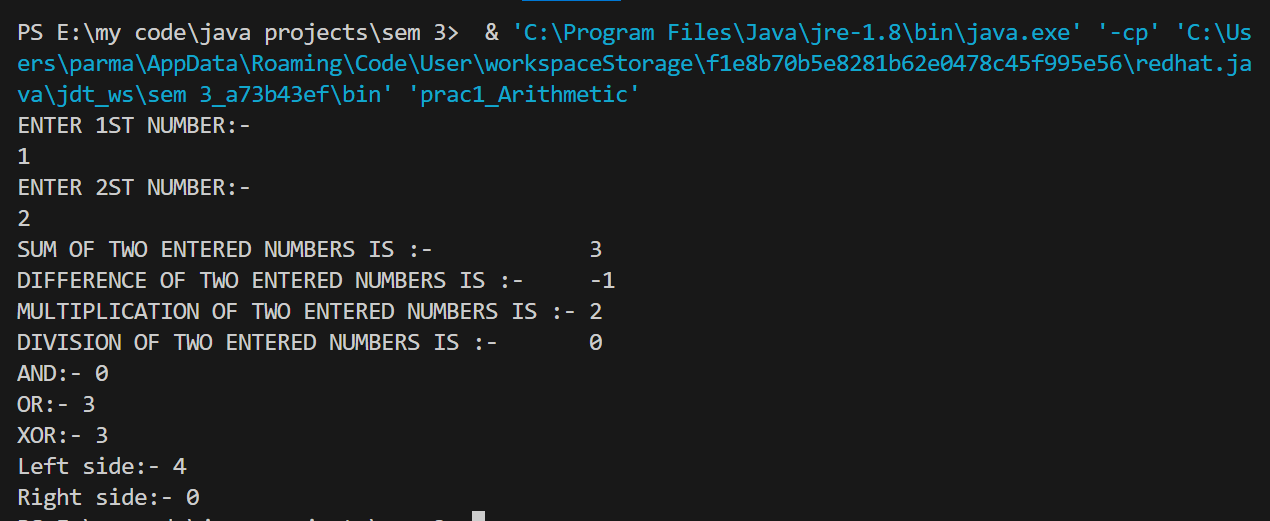 PS E:\my code\java projects\sem 3>  & 'C:\Program Files\Java\jre-1.8\bin\java.exe' '-cp' 'C:\Us
ers\parma\AppData\Roaming\Code\User\workspaceStorage\f1e8b70b5e8281b62e0478c45f995e56\redhat.ja
va\jdt_ws\sem 3_a73b43ef\bin' 'prac1_Arithmetic'
ENTER 1ST NUMBER:-
1
ENTER 2ST NUMBER:-
2
SUM OF TWO ENTERED NUMBERS IS :-            3
DIFFERENCE OF TWO ENTERED NUMBERS IS :-     -1
MULTIPLICATION OF TWO ENTERED NUMBERS IS :- 2
DIVISION OF TWO ENTERED NUMBERS IS :-       0
AND:- 0
OR:- 3
XOR:- 3
Left side:- 4
Right side:- 0